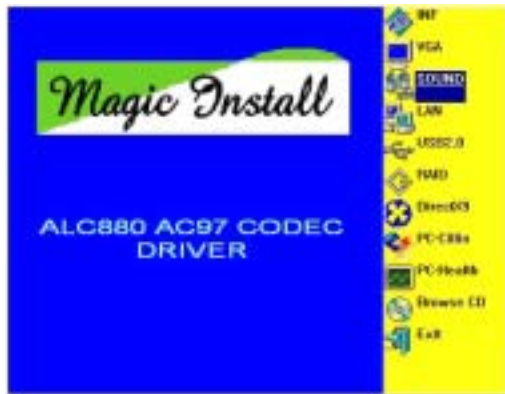 Magic Install
ALC880 AC97 CODEC
DRIVER
INF
VGA
SOUND
LAN
USB2.0
RAID
DirectX9
PC-Cillin
PC-Health
Browse CD
Exit